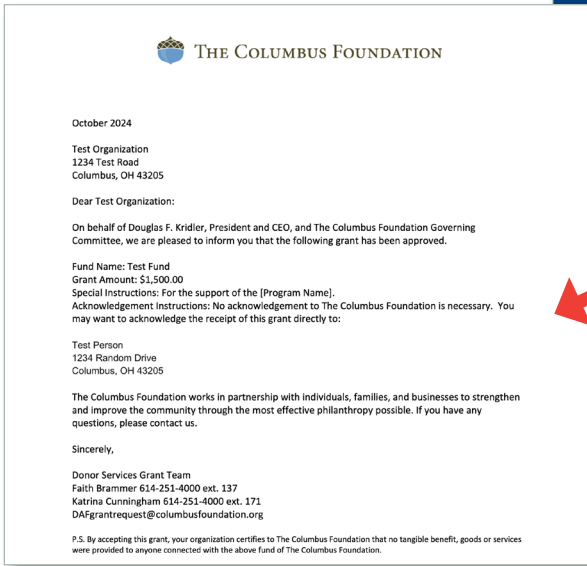 THE COLUMBUS FOUNDATION
October 2024
Test Organization
1234 Test Road
Columbus, OH 43205
Dear Test Organization:
On behalf of Douglas F. Kridler, President and CEO, and The Columbus Foundation Governing
Committee, we are pleased to inform you that the following grant has been approved.
Fund Name: Test Fund
Grant Amount: $1,500.00
Special Instructions: For the support of the [Program Name].
Acknowledgement Instructions: No acknowledgement to The Columbus Foundation is necessary.  You
may want to acknowledge the receipt of this grant directly to:
Test Person
1234 Random Drive
Columbus, OH 43205
The Columbus Foundation works in partnership with individuals, families, and businesses to strengthen
and improve the community through the most effective philanthropy possible. If you have any
questions, please contact us.
Sincerely,
Donor Services Grant Team
Faith Brammer 614-251-4000 ext. 137
Katrina Cunningham 614-251-4000 ext. 171
DAFgrantrequest@columbusfoundation.org
P.S. By accepting this grant, your organization certifies to The Columbus Foundation that no tangible benefit, goods or services
were provided to anyone connected with the above fund of The Columbus Foundation.